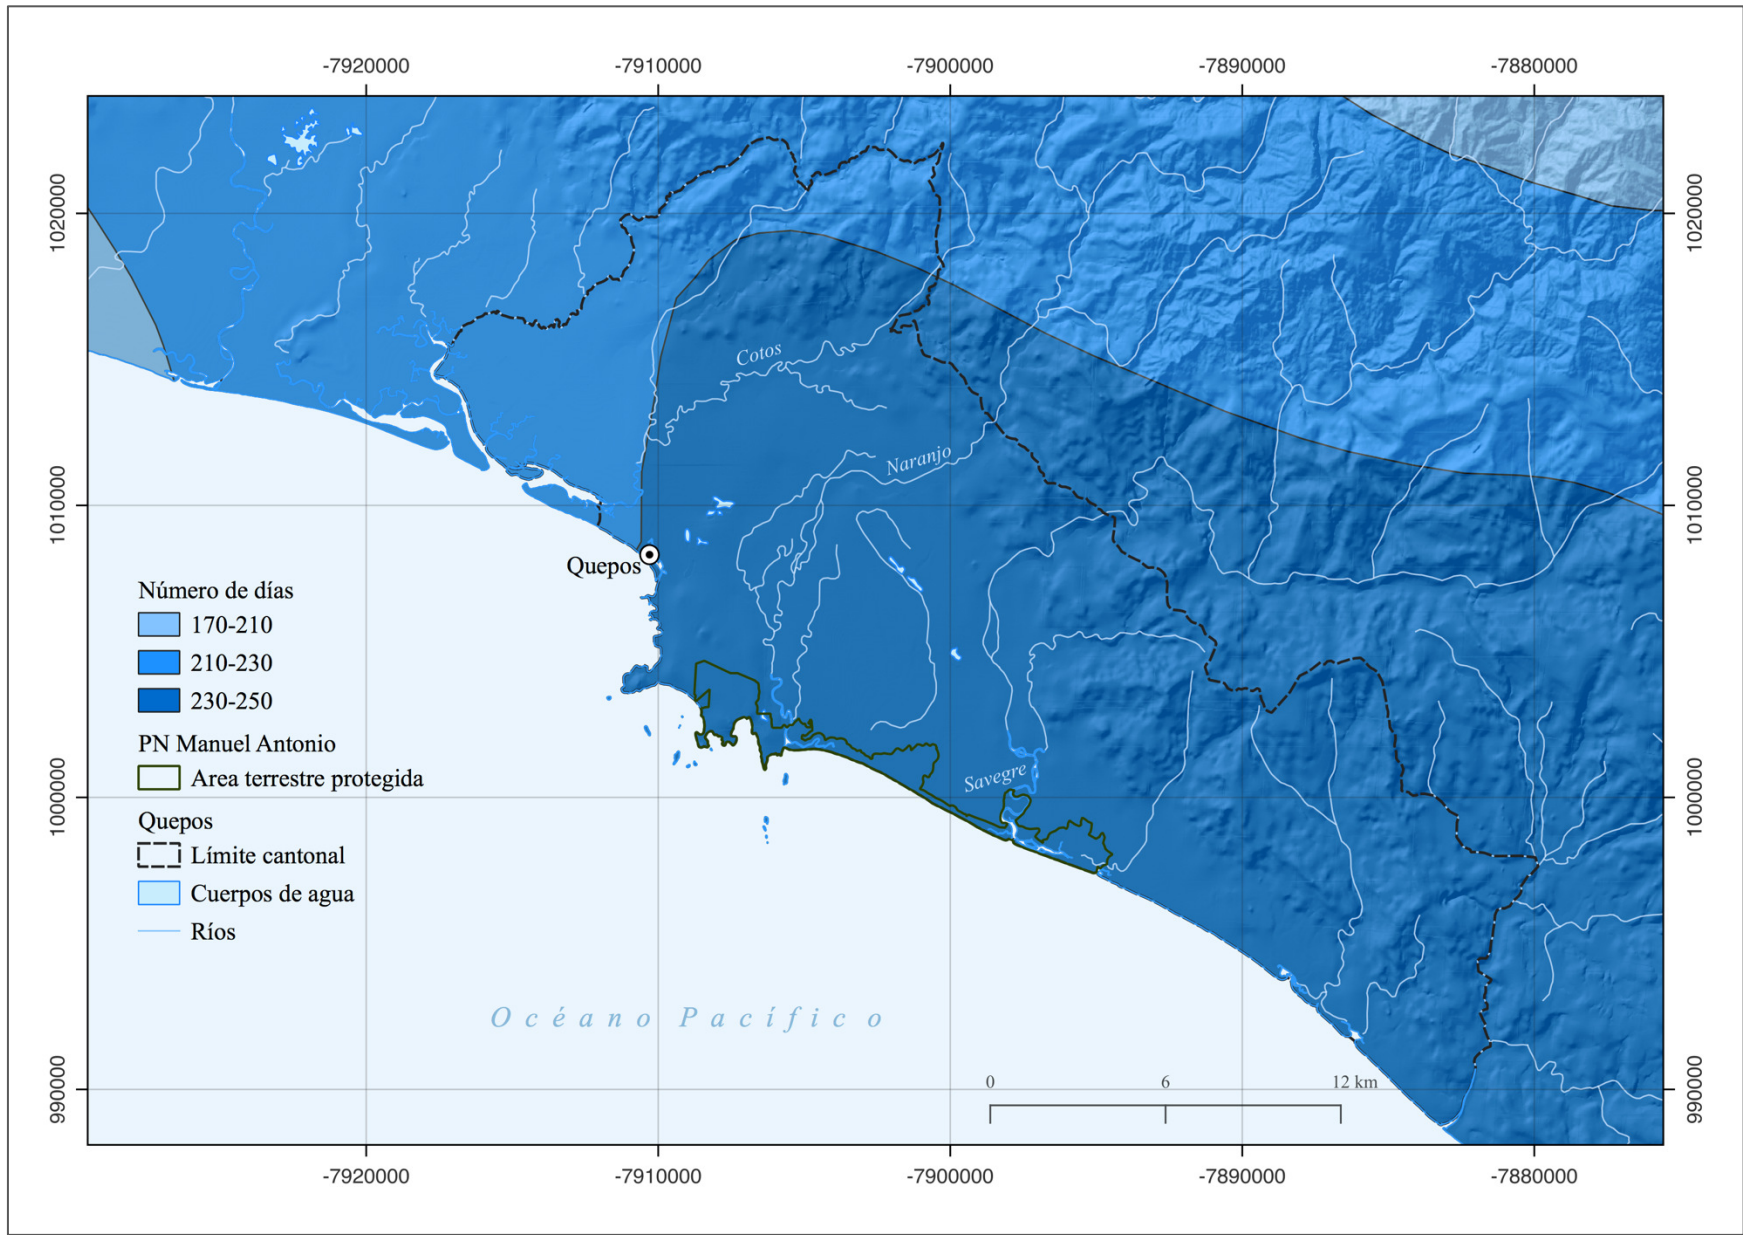 -7920000 -7910000 -7900000 -7890000 -7880000
1020000 1020000
Cotos
Naranjo
1010000 1010000
Quepos
Número de días
170-210
210-230
230-250
PN Manuel Antonio
Area terrestre protegida
Savegre
1000000 1000000
Quepos
Límite cantonal
Cuerpos de agua
Ríos
Océano Pacífico
0 6 12 km
990000 990000
-7920000 -7910000 -7900000 -7890000 -7880000